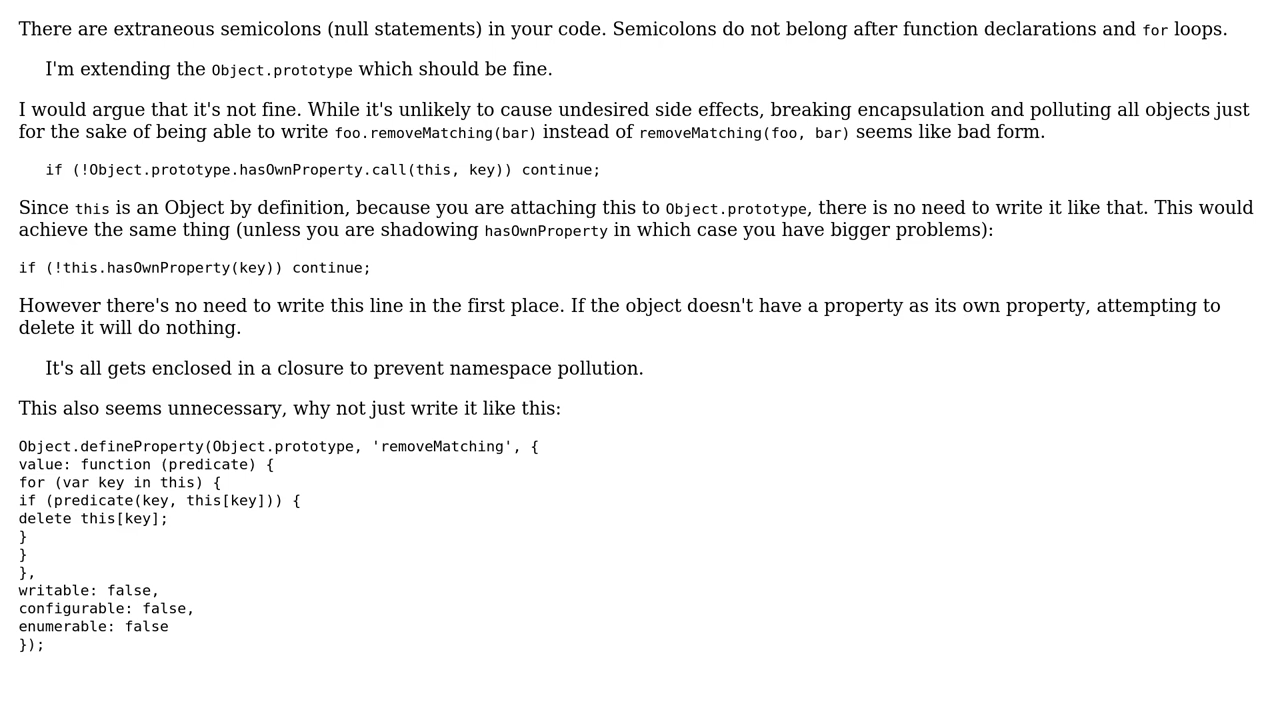 There are extraneous semicolons (null statements) in your code. Semicolons do not belong after function declarations and for loops.
I'm extending the Object.prototype which should be fine.
I would argue that it's not fine. While it's unlikely to cause undesired side effects, breaking encapsulation and polluting all objects just
for the sake of being able to write foo.removeMatching(bar) instead of removeMatching(foo, bar) seems like bad form.
if (!Object.prototype.hasOwnProperty.call(this, key)) continue;
Since this is an Object by definition, because you are attaching this to Object.prototype, there is no need to write it like that. This would
achieve the same thing (unless you are shadowing hasOwnProperty in which case you have bigger problems):
if (!this.hasOwnProperty(key)) continue;
However there's no need to write this line in the first place. If the object doesn't have a property as its own property, attempting to
delete it will do nothing.
It's all gets enclosed in a closure to prevent namespace pollution.
This also seems unnecessary, why not just write it like this:
Object.defineProperty(Object.prototype, 'removeMatching', {
value: function (predicate) {
for (var key in this) {
if (predicate(key, this[key])) {
delete this[key];
}
}
},
writable: false,
configurable: false,
enumerable: false
});